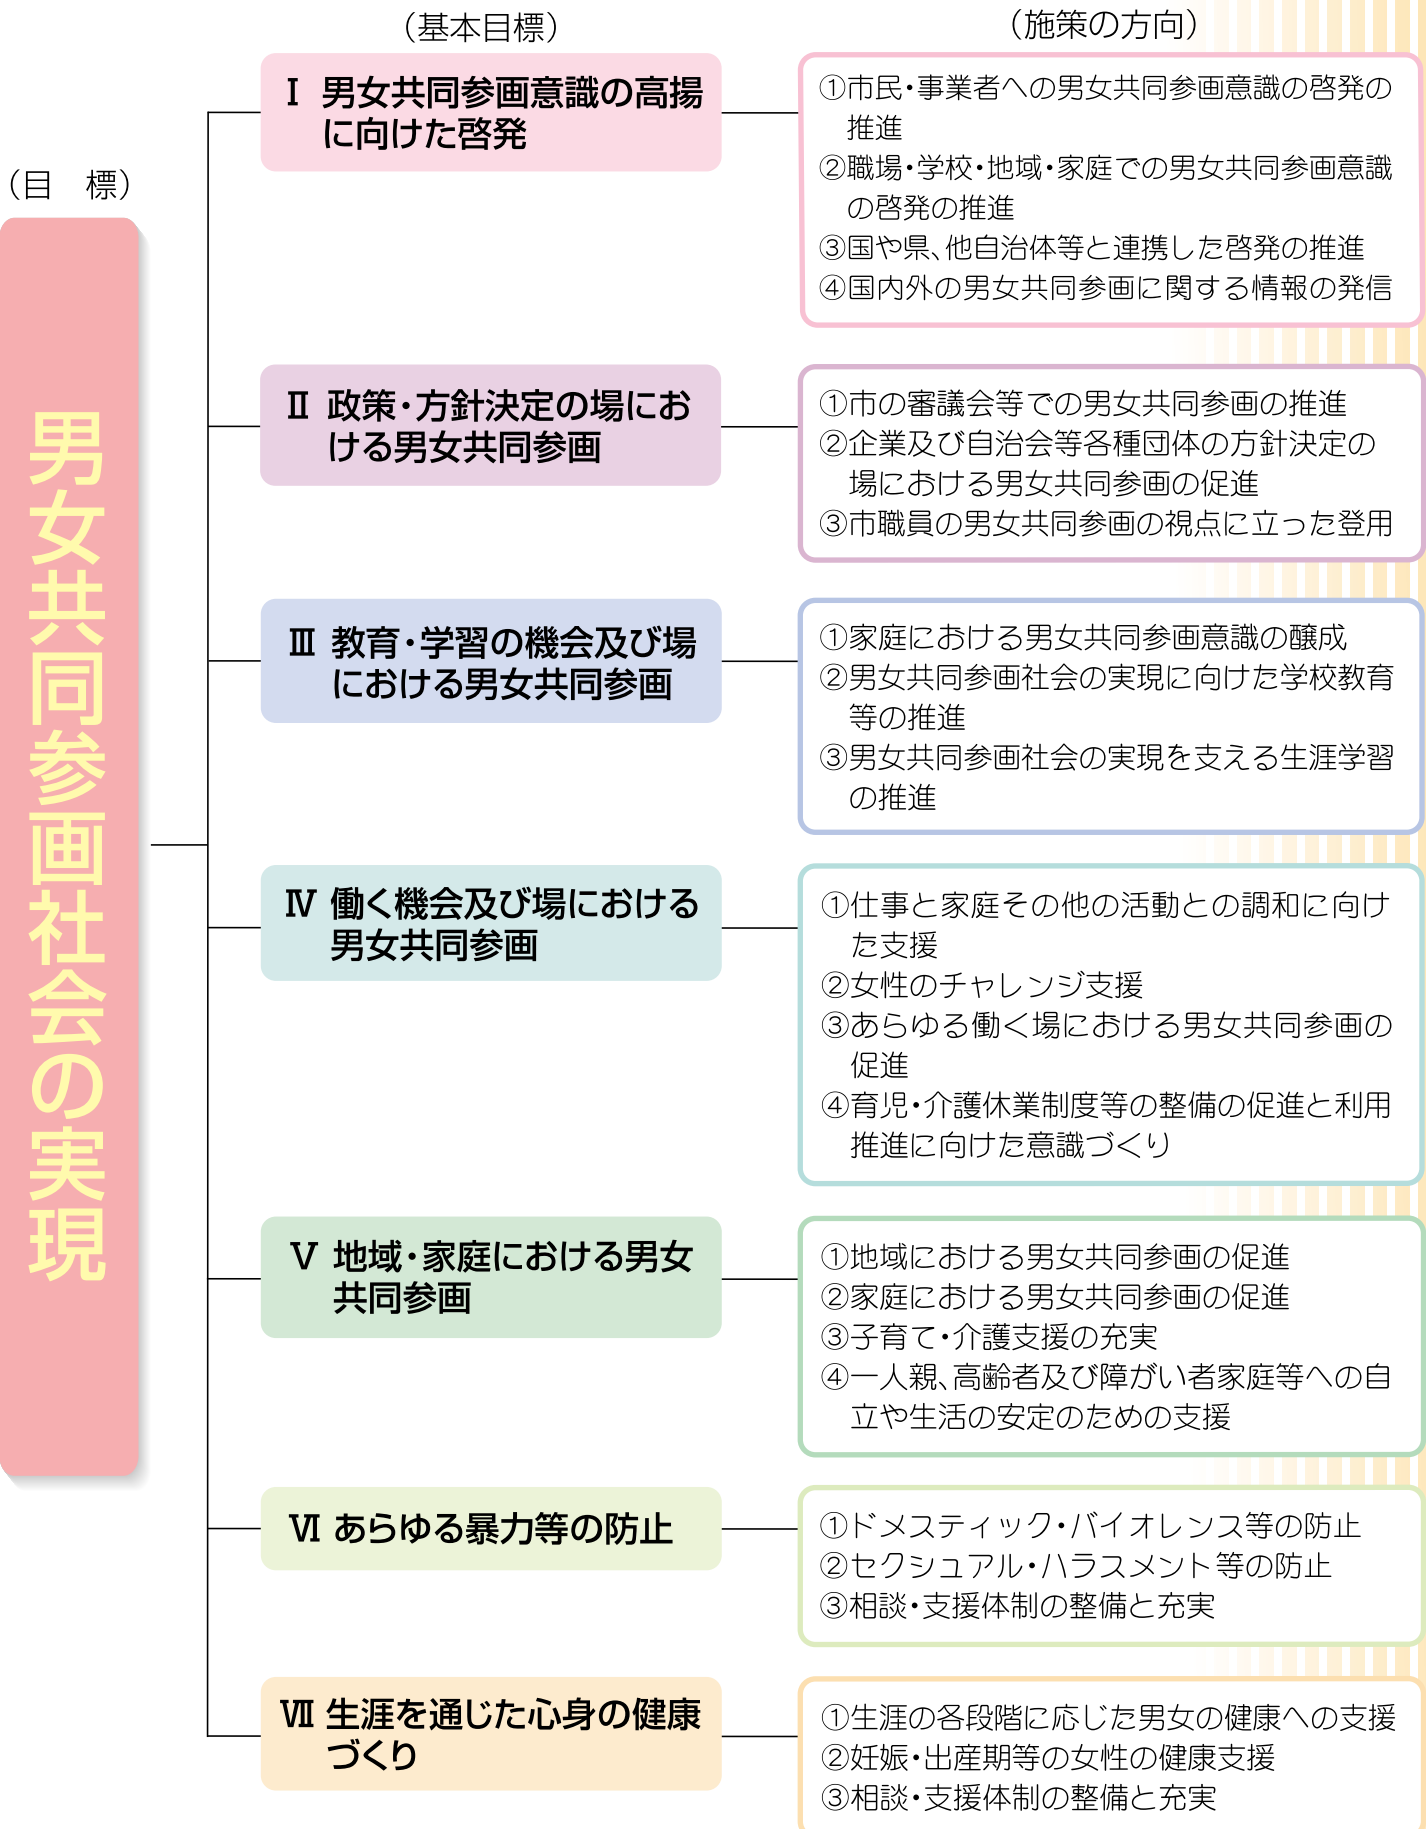 （目　標）
男女共同参画社会の実現
（基本目標）
（施策の方向）
Ⅰ 男女共同参画意識の高揚
に向けた啓発
①市民・事業者への男女共同参画意識の啓発の
推進
②職場・学校・地域・家庭での男女共同参画意識
の啓発の推進
③国や県、他自治体等と連携した啓発の推進
④国内外の男女共同参画に関する情報の発信
Ⅱ 政策・方針決定の場にお
ける男女共同参画
①市の審議会等での男女共同参画の推進
②企業及び自治会等各種団体の方針決定の
場における男女共同参画の促進
③市職員の男女共同参画の視点に立った登用
Ⅲ 教育・学習の機会及び場
における男女共同参画
①家庭における男女共同参画意識の醸成
②男女共同参画社会の実現に向けた学校教育
等の推進
③男女共同参画社会の実現を支える生涯学習
の推進
Ⅳ 働く機会及び場における
男女共同参画
①仕事と家庭その他の活動との調和に向け
た支援
②女性のチャレンジ支援
③あらゆる働く場における男女共同参画の
促進
④育児・介護休業制度等の整備の促進と利用
推進に向けた意識づくり
Ⅴ 地域・家庭における男女
共同参画
①地域における男女共同参画の促進
②家庭における男女共同参画の促進
③子育て・介護支援の充実
④一人親、高齢者及び障がい者家庭等への自
立や生活の安定のための支援
Ⅵ あらゆる暴力等の防止
①ドメスティック・バイオレンス等の防止
②セクシュアル・ハラスメント等の防止
③相談・支援体制の整備と充実
Ⅶ 生涯を通じた心身の健康
づくり
①生涯の各段階に応じた男女の健康への支援
②妊娠・出産期等の女性の健康支援
③相談・支援体制の整備と充実